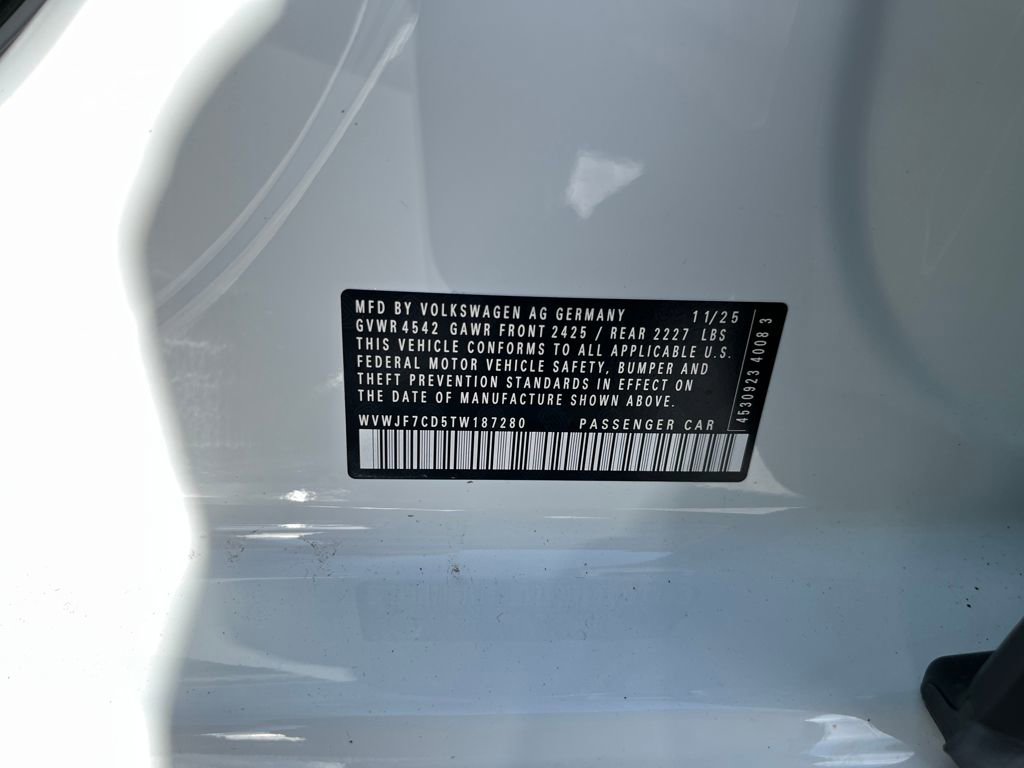 MFD BY VOLKSWAGEN AG GERMANY 11/25
GVWR 4542 GAWR FRONT 2425 / REAR 2227 LBS
THIS VEHICLE CONFORMS TO ALL APPLICABLE U.S.
FEDERAL MOTOR VEHICLE SAFETY, BUMPER AND
THEFT PREVENTION STANDARDS IN EFFECT ON
THE DATE OF MANUFACTURE SHOWN ABOVE.
WVWJF7CD5TW187280 PASSENGER CAR
4530923 4008 3